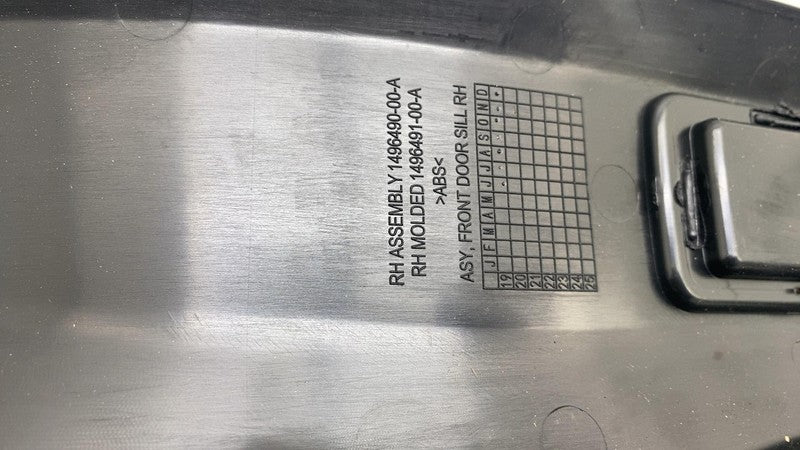 RH ASSEMBLY 1496490-00-A
RH MOLDED 1496491-00-A
>ABS<
ASY, FRONT DOOR SILL RH
J F M A M J J A S O N D
19
20
21
22
23
24
25